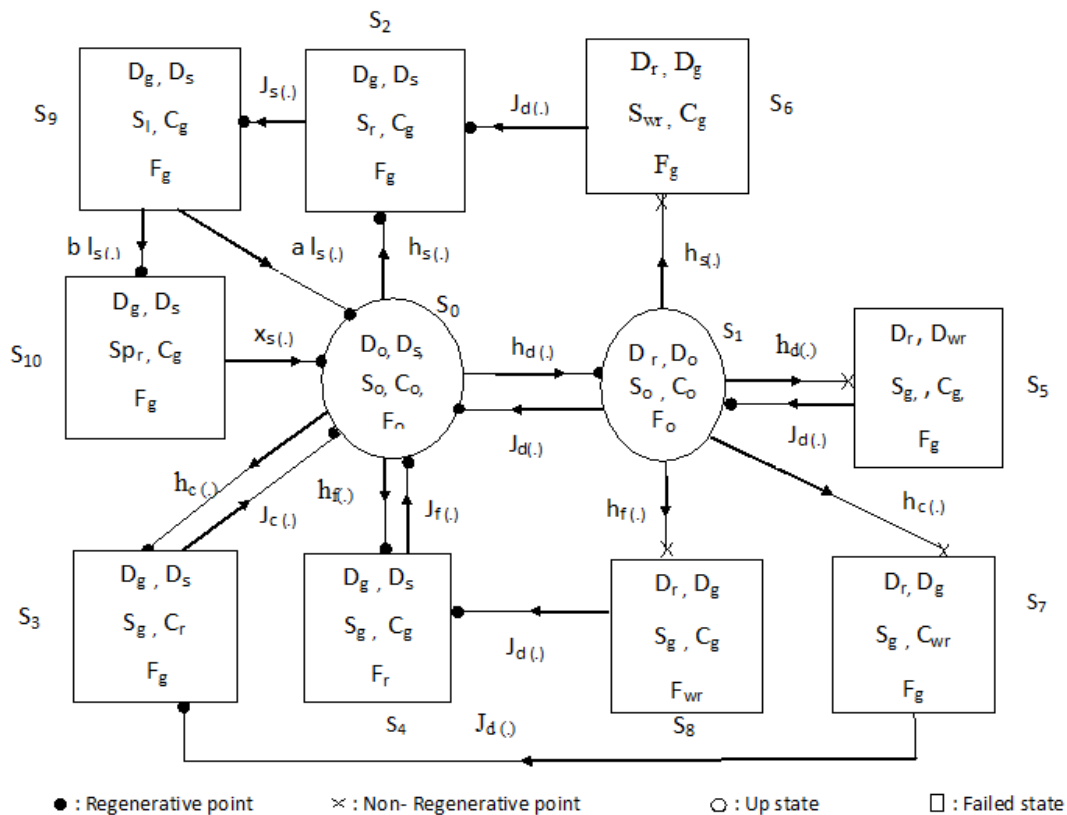 S2
Dg, Ds
Sl, Cg
Fg
S9
Js(.)
Dg, Ds
Sr, Cg
Fg
Jd(.)
Dr, Dg
Swr, Cg
Fg
S6
b ls(.)
a ls(.)
hs(.)
hs(.)
Dg, Ds
Spr, Cg
Fg
S10
xs(.)
S0
Do, Ds,
So, Co,
Fo
hd(.)
Jd(.)
S1
Dr, Do
So, Co
Fo
hd(.)
Jd(.)
Dr, Dwr
Sg,, Cg,
Fg
S5
hc(.)
Jc(.)
hf(.)
Jf(.)
hf(.)
hc(.)
Dg, Ds
Sg, Cr
Fg
S3
Dg, Ds
Sg, Cg
Fr
S4
Jd(.)
Dr, Dg
Sg, Cg
Fwr
S8
Dr, Dg
Sg, Cwr
Fg
S7
Jd(.)
: Regenerative point
: Non- Regenerative point
: Up state
: Failed state